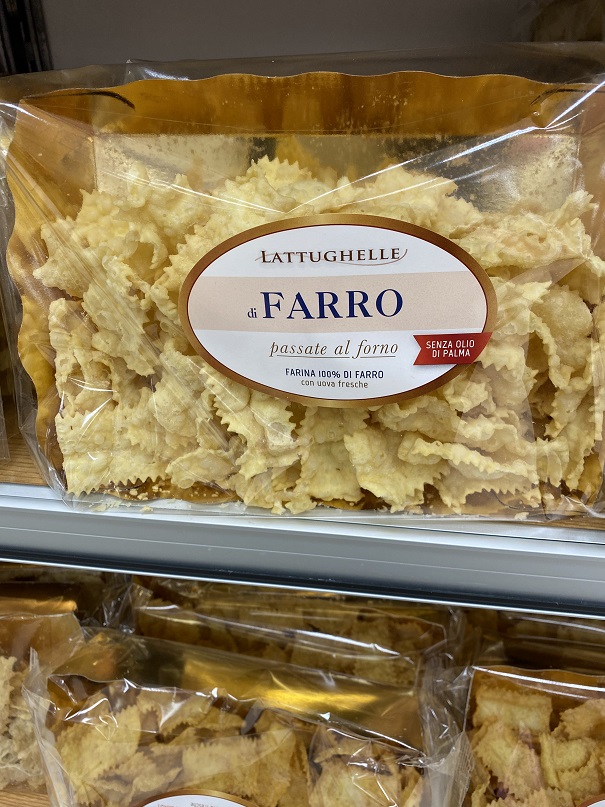 LATTUGHELLE
di FARRO
passate al forno
SENZA OLIO
DI PALMA
FARINA 100% DI FARRO
con uova fresche